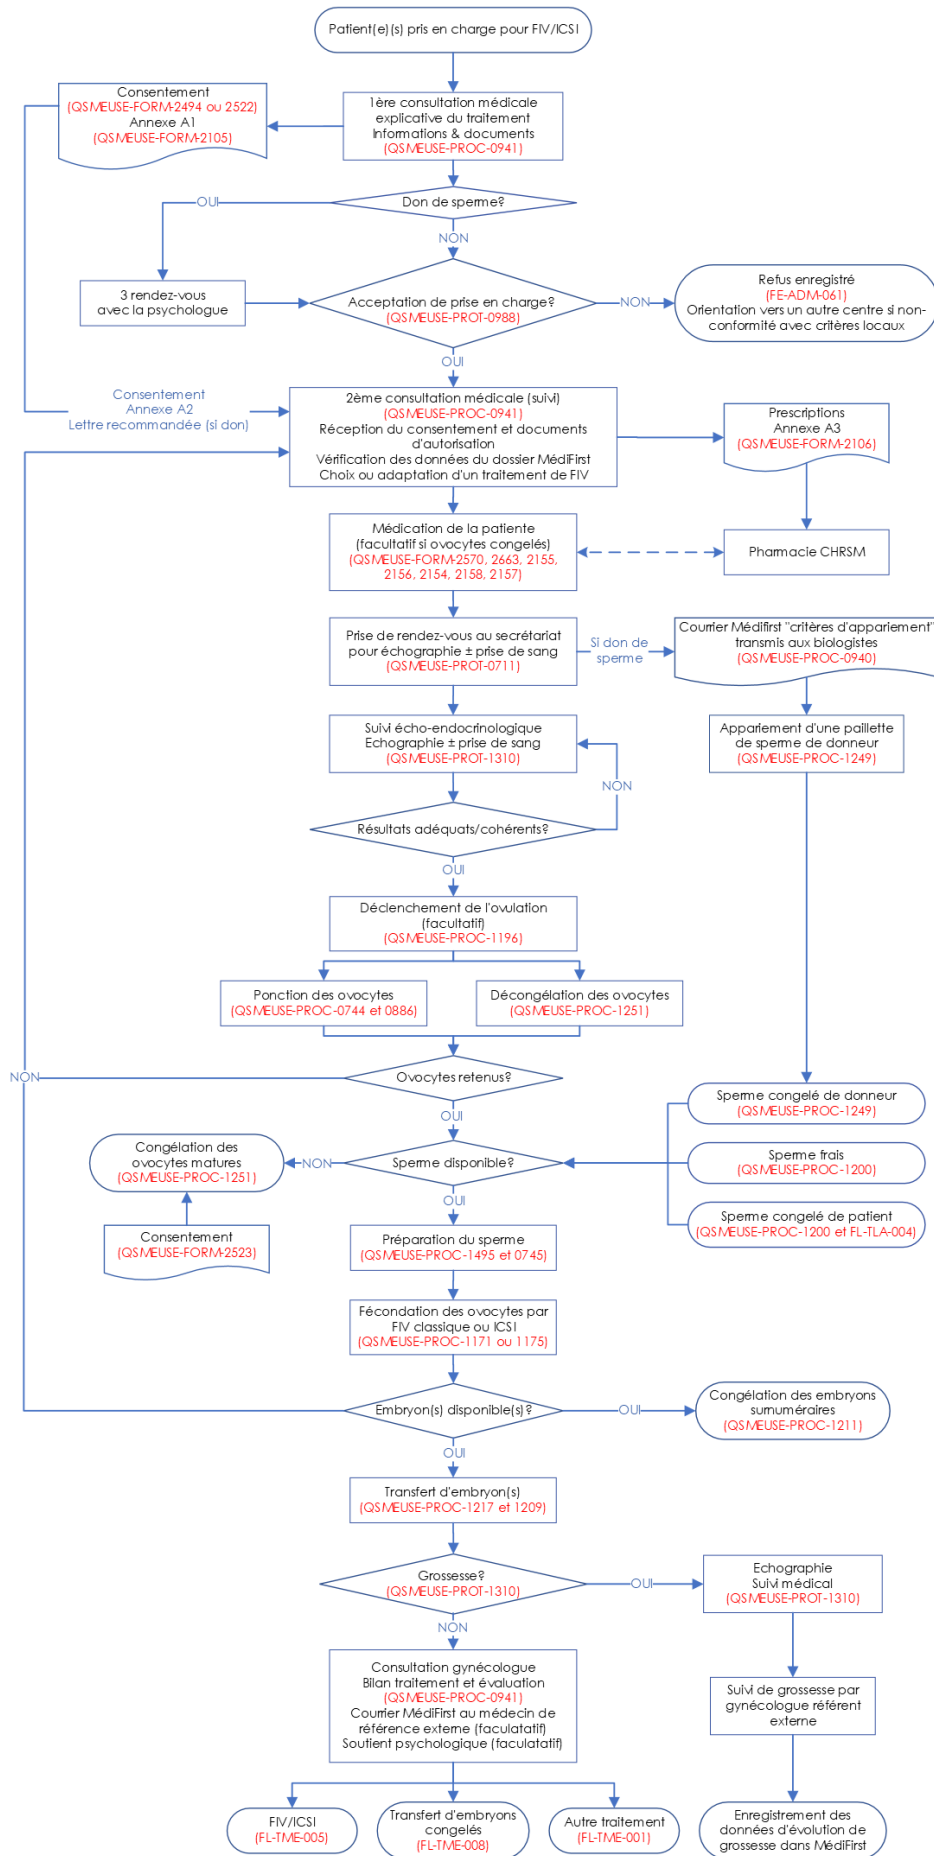 Patient(e)(s) pris en charge pour FIV/ICSI
Consentement
(QSMEUSE-FORM-2494 ou 2522)
Annexe A1
(QSMEUSE-FORM-2105)
1ère consultation médicale
explicative du traitement
Informations & documents
(QSMEUSE-PROC-0941)
OUI
Don de sperme?
NON
3 rendez-vous
avec la psychologue
Acceptation de prise en charge?
(QSMEUSE-PROT-0988)
NON
Refus enregistré
(FE-ADM-061)
Orientation vers un autre centre si non-
conformité avec critères locaux
OUI
Consentement
Annexe A2
Lettre recommandée (si don)
2ème consultation médicale (suivi)
(QSMEUSE-PROC-0941)
Réception du consentement et documents
d'autorisation
Vérification des données du dossier MédiFirst
Choix ou adaptation d'un traitement de FIV
Prescriptions
Annexe A3
(QSMEUSE-FORM-2106)
Médication de la patiente
(facultatif si ovocytes congelés)
(QSMEUSE-FORM-2570, 2663, 2155,
2156, 2154, 2158, 2157)
Pharmacie CHRSM
Prise de rendez-vous au secrétariat
pour échographie ± prise de sang
(QSMEUSE-PROT-0711)
Si don de
sperme
Courrier Médifirst "critères d'appariement"
transmis aux biologistes
(QSMEUSE-PROC-0940)
Suivi écho-endocrinologique
Echographie ± prise de sang
(QSMEUSE-PROT-1310)
Appariement d'une paillette
de sperme de donneur
(QSMEUSE-PROC-1249)
NON
Résultats adéquats/cohérents?
OUI
Déclenchement de l'ovulation
(facultatif)
(QSMEUSE-PROC-1196)
Ponction des ovocytes
(QSMEUSE-PROC-0744 et 0886)
Décongélation des ovocytes
(QSMEUSE-PROC-1251)
NON
Ovocytes retenus?
OUI
Sperme congelé de donneur
(QSMEUSE-PROC-1249)
Congélation des
ovocytes matures
(QSMEUSE-PROC-1251)
NON
Sperme disponible?
Sperme frais
(QSMEUSE-PROC-1200)
OUI
Sperme congelé de patient
(QSMEUSE-PROC-1200 et FL-TLA-004)
Consentement
(QSMEUSE-FORM-2523)
Préparation du sperme
(QSMEUSE-PROC-1495 et 0745)
Fécondation des ovocytes par
FIV classique ou ICSI
(QSMEUSE-PROC-1171 ou 1175)
Embryon(s) disponible(s)?
OUI
Congélation des embryons
surnuméraires
(QSMEUSE-PROC-1211)
OUI
Transfert d'embryon(s)
(QSMEUSE-PROC-1217 et 1209)
Grossesse?
(QSMEUSE-PROT-1310)
OUI
Echographie
Suivi médical
(QSMEUSE-PROT-1310)
NON
Consultation gynécologue
Bilan traitement et évaluation
(QSMEUSE-PROC-0941)
Courrier MédiFirst au médecin de
référence externe (faculatatif)
Soutient psychologique (faculatatif)
Suivi de grossesse par
gynécologue référent
externe
FIV/ICSI
(FL-TME-005)
Transfert d'embryons
congelés
(FL-TME-008)
Autre traitement
(FL-TME-001)
Enregistrement des
données d'évolution de
grossesse dans MédiFirst